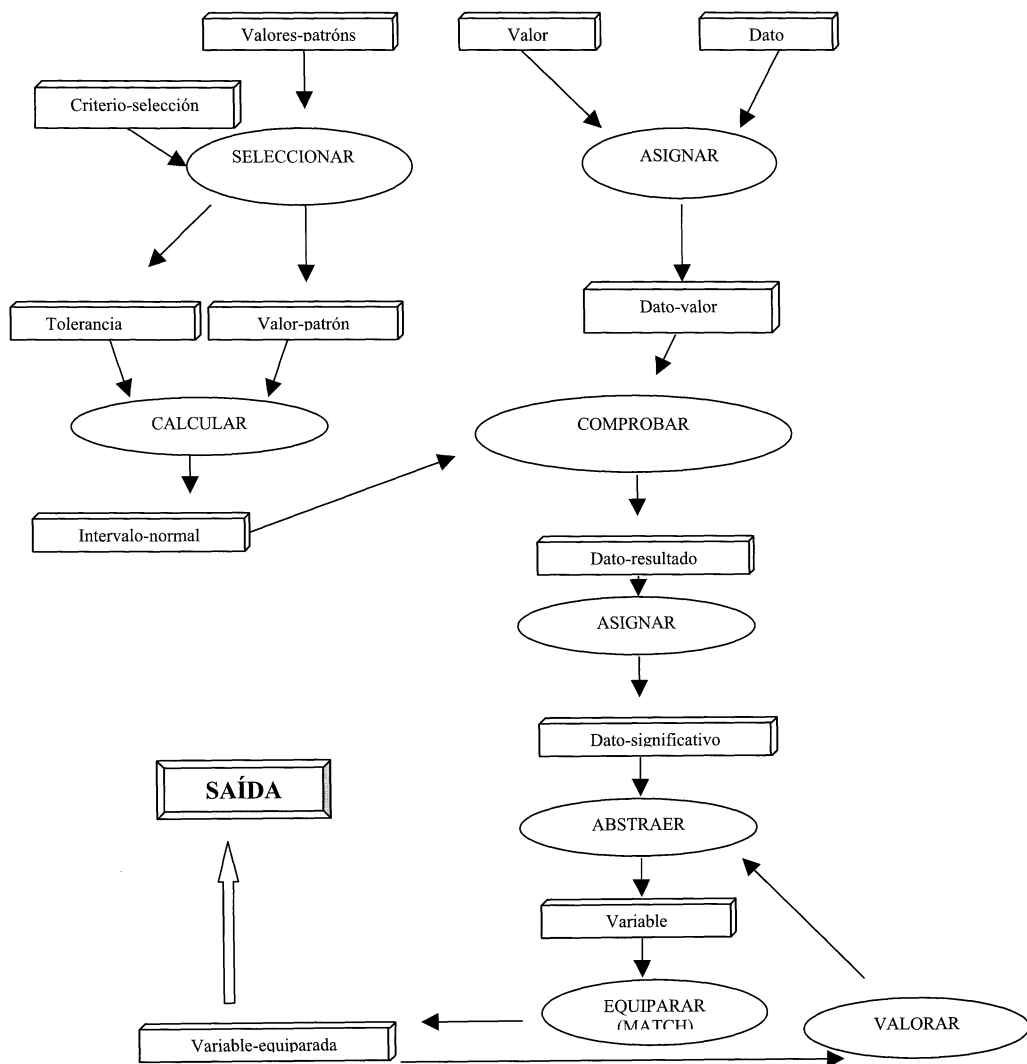 Valores-patróns
Valor
Dato
Criterio-selección
SELECCIONAR
ASIGNAR
Tolerancia
Valor-patrón
Dato-valor
CALCULAR
COMPROBAR
Intervalo-normal
Dato-resultado
ASIGNAR
Dato-significativo
SAÍDA
ABSTRAER
Variable
EQUIPARAR
(MATCH)
VALORAR
Variable-equiparada